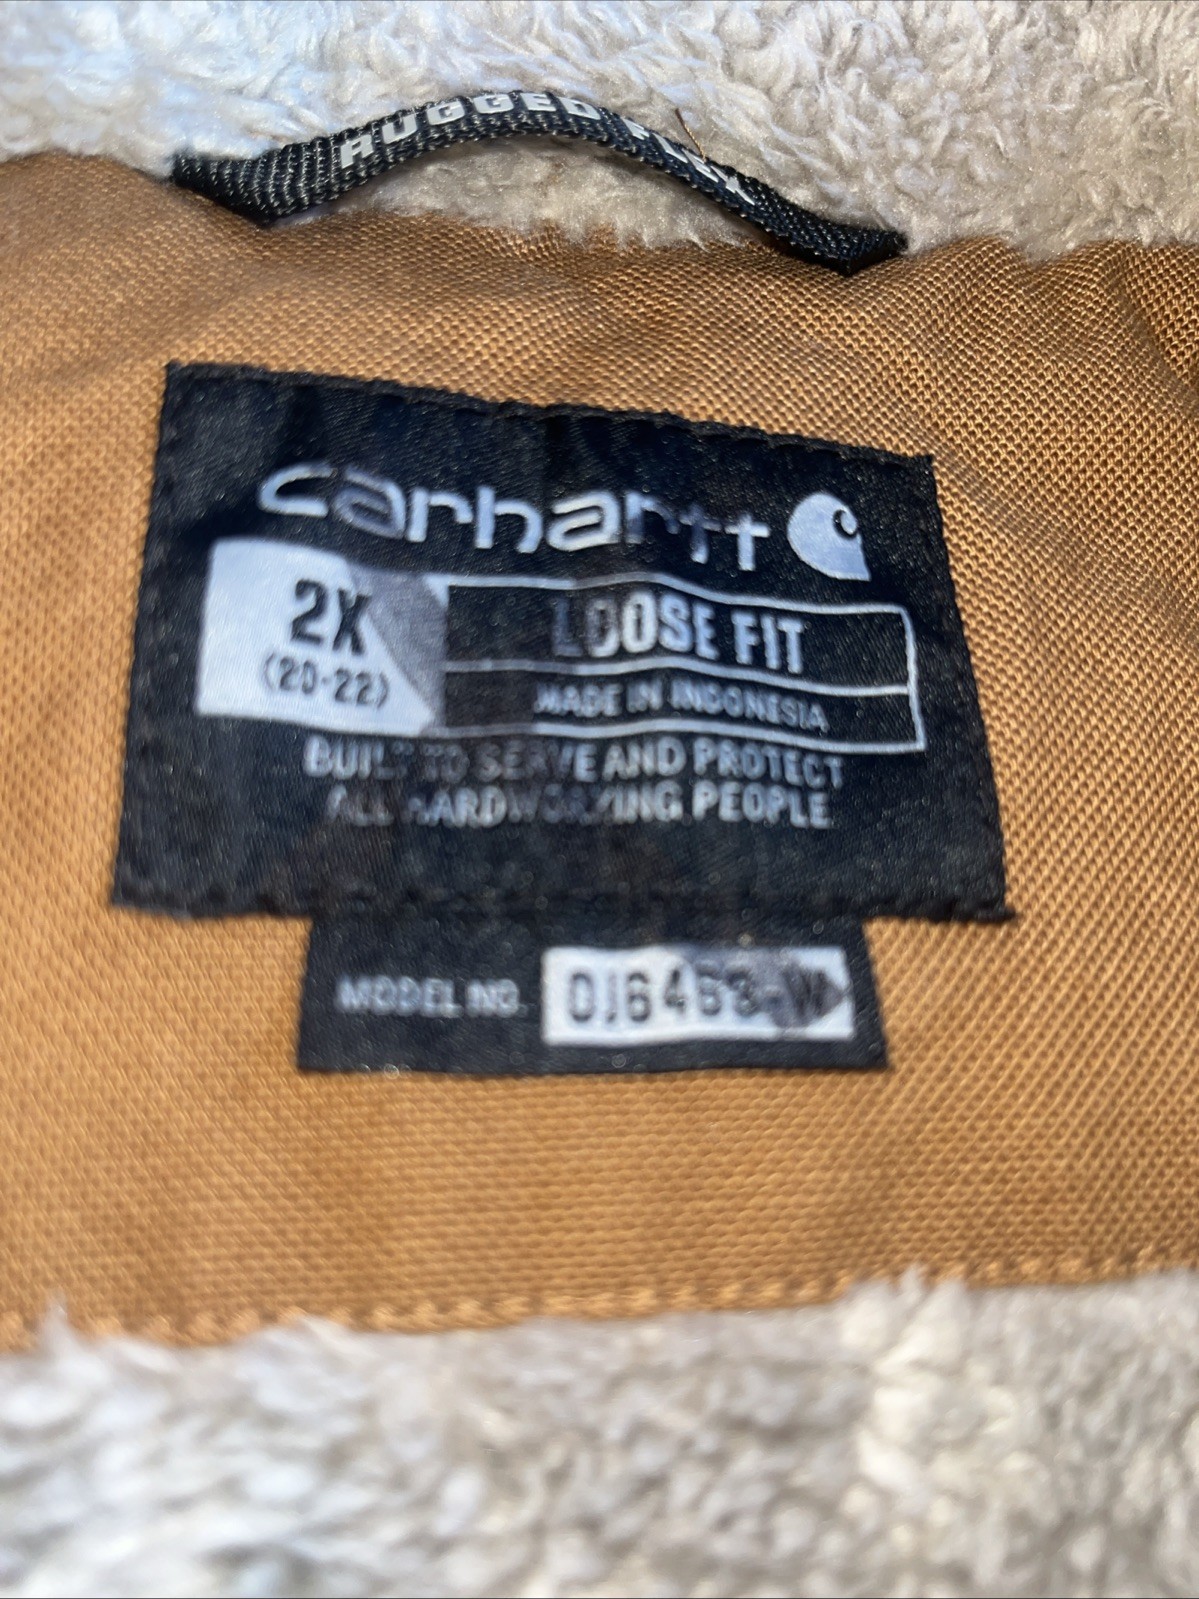 RUGGED FLEX
carhartt
2X
(20-22)
LOOSE FIT
MADE IN INDONESIA
BUILT TO SERVE AND PROTECT
ALL HARDWORKING PEOPLE
MODEL NO.